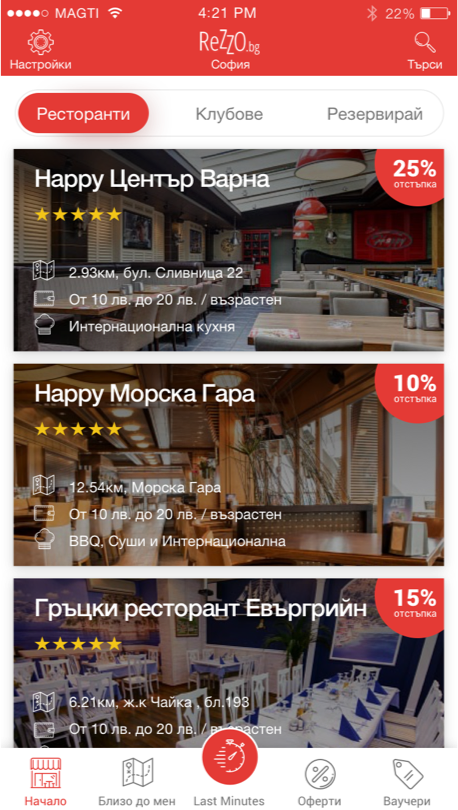 MAGTI 4:21 PM 22%
ReZZO.bg
Настройки София Търси
Ресторанти Клубове Резервирай
Happy Център Варна
25%
отстъпка
2.93км, бул. Сливница 22
От 10 лв. до 20 лв. / възрастен
Интернационална кухня
Happy Морска Гара
10%
отстъпка
12.54км, Морска Гара
От 10 лв. до 20 лв. / възрастен
BBQ, Суши и Интернационална
Гръцки ресторант Евъргрийн
15%
отстъпка
6.21км, ж.к Чайка , бл.193
От 10 лв. до 20 лв. / възрастен
Начало Близо до мен Last Minutes Оферти Ваучери